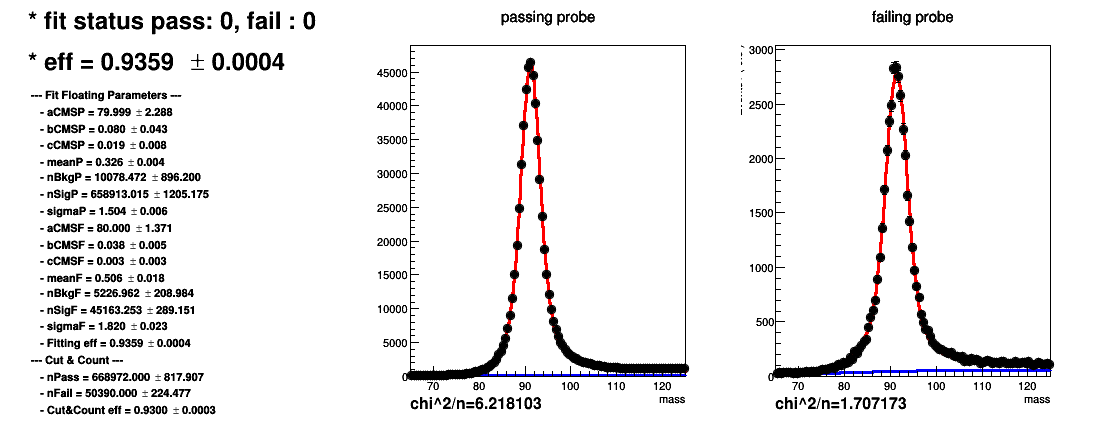 * fit status pass: 0, fail : 0
* eff = 0.9359 ± 0.0004
--- Fit Floating Parameters ---
- aCMSP = 79.999 ± 2.288
- bCMSP = 0.080 ± 0.043
- cCMSP = 0.019 ± 0.008
- meanP = 0.326 ± 0.004
- nBkgP = 10078.472 ± 896.200
- nSigP = 658913.015 ± 1205.175
- sigmaP = 1.504 ± 0.006
- aCMSF = 80.000 ± 1.371
- bCMSF = 0.038 ± 0.005
- cCMSF = 0.003 ± 0.003
- meanF = 0.506 ± 0.018
- nBkgF = 5226.962 ± 208.984
- nSigF = 45163.253 ± 289.151
- sigmaF = 1.820 ± 0.023
- Fitting eff = 0.9359 ± 0.0004
--- Cut & Count ---
- nPass = 668972.000 ± 817.907
- nFail = 50390.000 ± 224.477
- Cut&Count eff = 0.9300 ± 0.0003
passing probe
45000
40000
35000
30000
25000
20000
15000
10000
5000
0
70 80 90 100 110 120
mass
chi^2/n=6.218103
failing probe
3000
2500
2000
1500
1000
500
0
70 80 90 100 110 120
mass
chi^2/n=1.707173